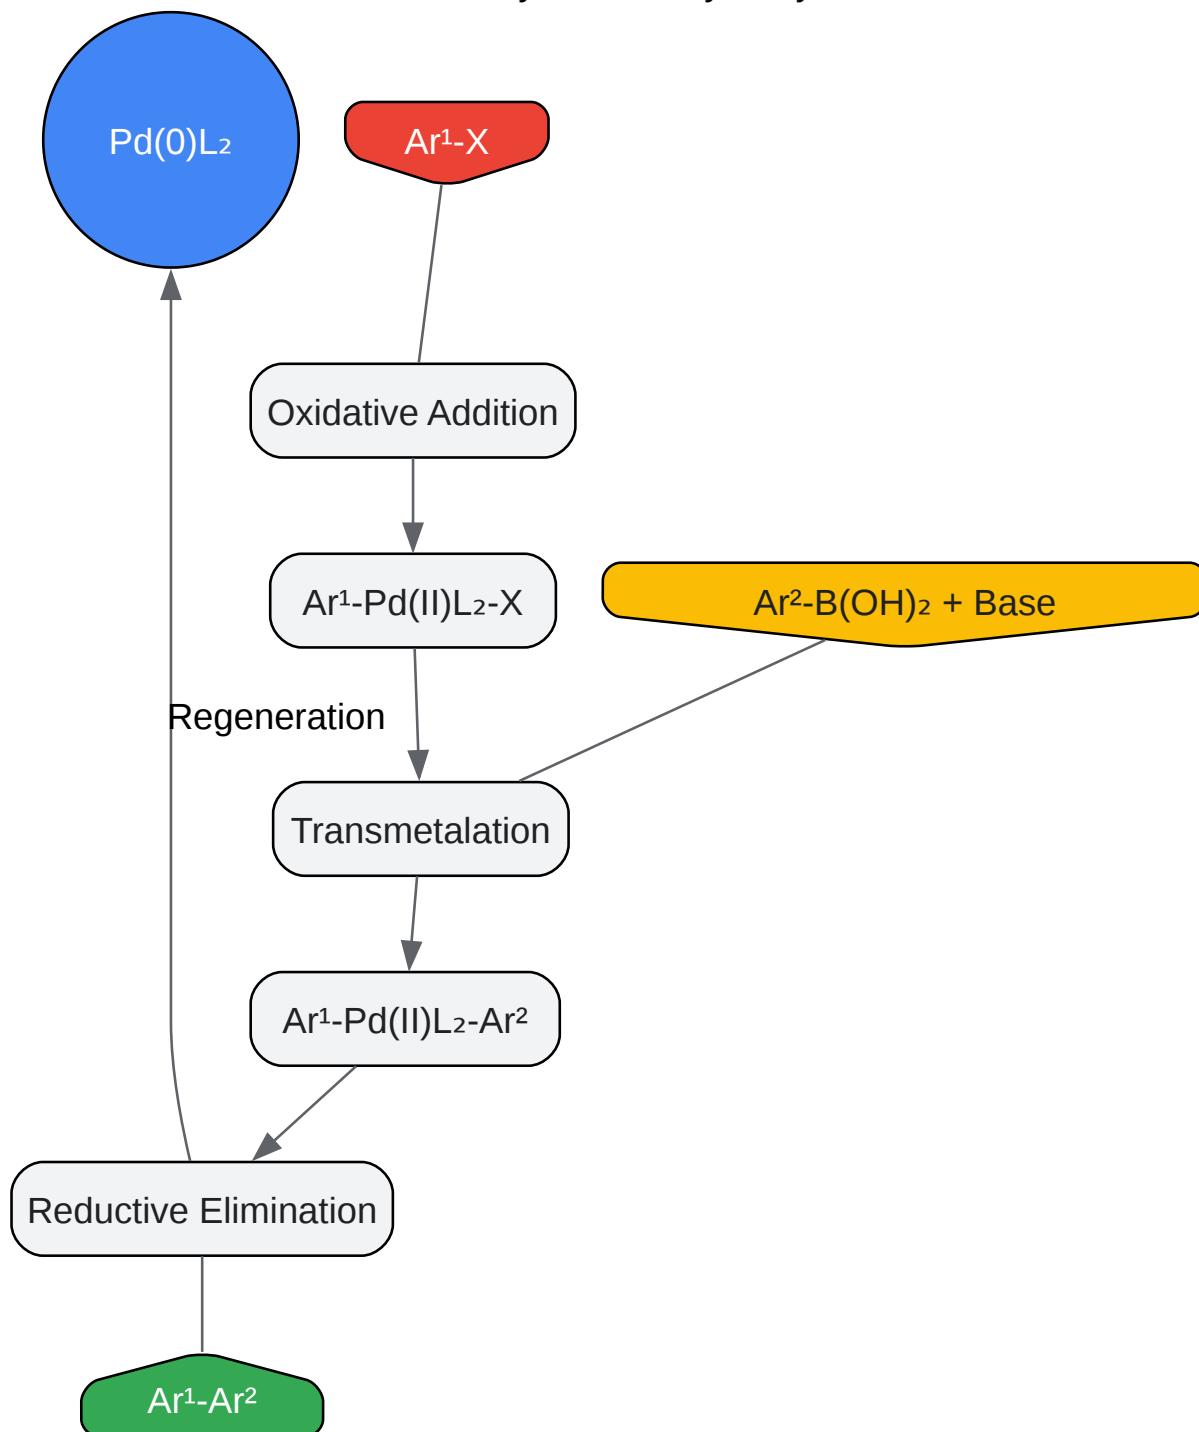 Pd(0)L₂
Ar¹-X
Oxidative Addition
Ar¹-Pd(II)L₂-X
Ar²-B(OH)₂ + Base
Regeneration
Transmetalation
Ar¹-Pd(II)L₂-Ar²
Reductive Elimination
Ar¹-Ar²